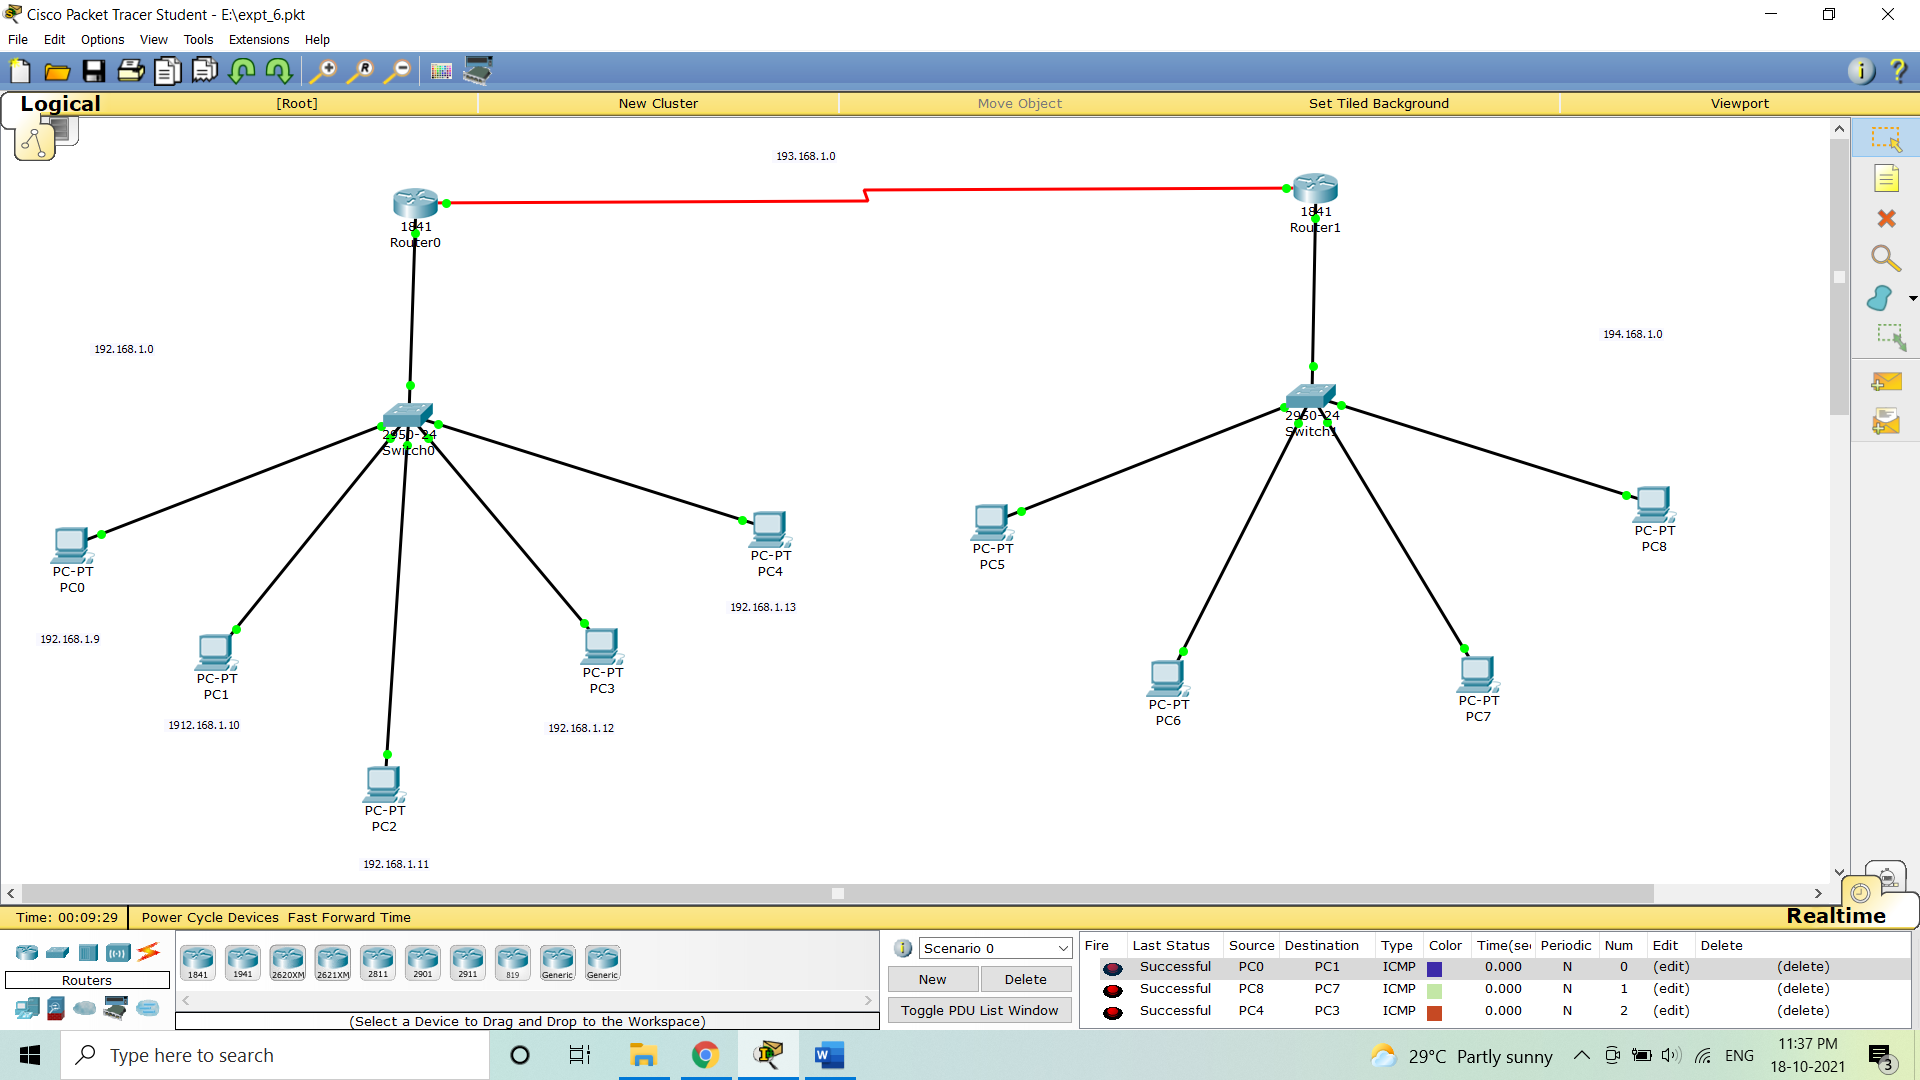 Cisco Packet Tracer Student - E:\expt_6.pkt
File Edit Options View Tools Extensions Help
Logical [Root] New Cluster Move Object Set Tiled Background Viewport
193.168.1.0
1841
Router0
1841
Router1
192.168.1.0
194.168.1.0
2950-24
Switch0
2950-24
Switch1
PC-PT
PC0
PC-PT
PC4
PC-PT
PC5
PC-PT
PC8
192.168.1.13
192.168.1.9
PC-PT
PC1
PC-PT
PC3
PC-PT
PC6
PC-PT
PC7
1912.168.1.10
192.168.1.12
PC-PT
PC2
192.168.1.11
Time: 00:09:29 Power Cycle Devices Fast Forward Time Realtime
Routers
1841 1941 2620XM 2621XM 2811 2901 2911 819 Generic Generic
(Select a Device to Drag and Drop to the Workspace)
Scenario 0
New Delete
Toggle PDU List Window
Fire Last Status Source Destination Type Color Time(sec Periodic Num Edit Delete
Successful PC0 PC1 ICMP 0.000 N 0 (edit) (delete)
Successful PC8 PC7 ICMP 0.000 N 1 (edit) (delete)
Successful PC4 PC3 ICMP 0.000 N 2 (edit) (delete)
Type here to search
29°C Partly sunny
ENG
11:37 PM
18-10-2021
3